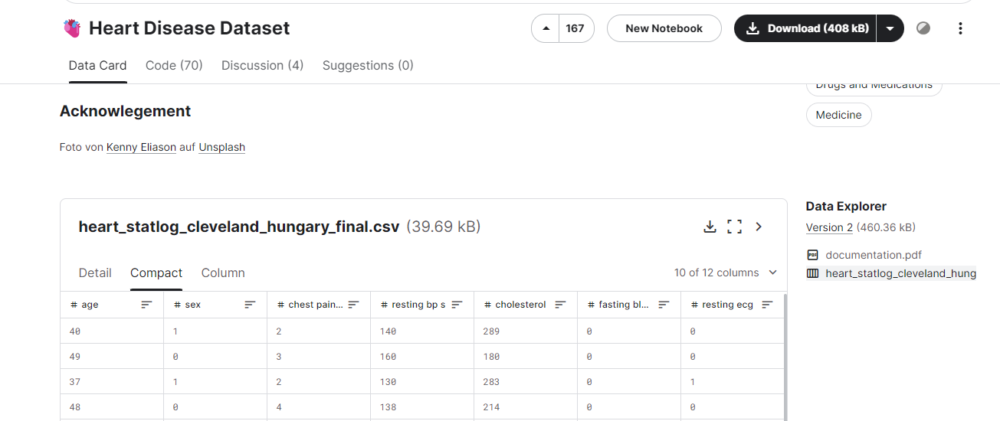 Heart Disease Dataset
167
New Notebook
Download (408 kB)
Data Card Code (70) Discussion (4) Suggestions (0)
Drugs and Medications
Medicine
Acknowlegement
Foto von Kenny Eliason auf Unsplash
heart_statlog_cleveland_hungary_final.csv (39.69 kB)
Detail Compact Column
10 of 12 columns
# age # sex # chest pain... # resting bp s # cholesterol # fasting bl... # resting ecg
40 1 2 140 289 0 0
49 0 3 160 180 0 0
37 1 2 130 283 0 1
48 0 4 138 214 0 0
Data Explorer
Version 2 (460.36 kB)
PDF documentation.pdf
heart_statlog_cleveland_hung